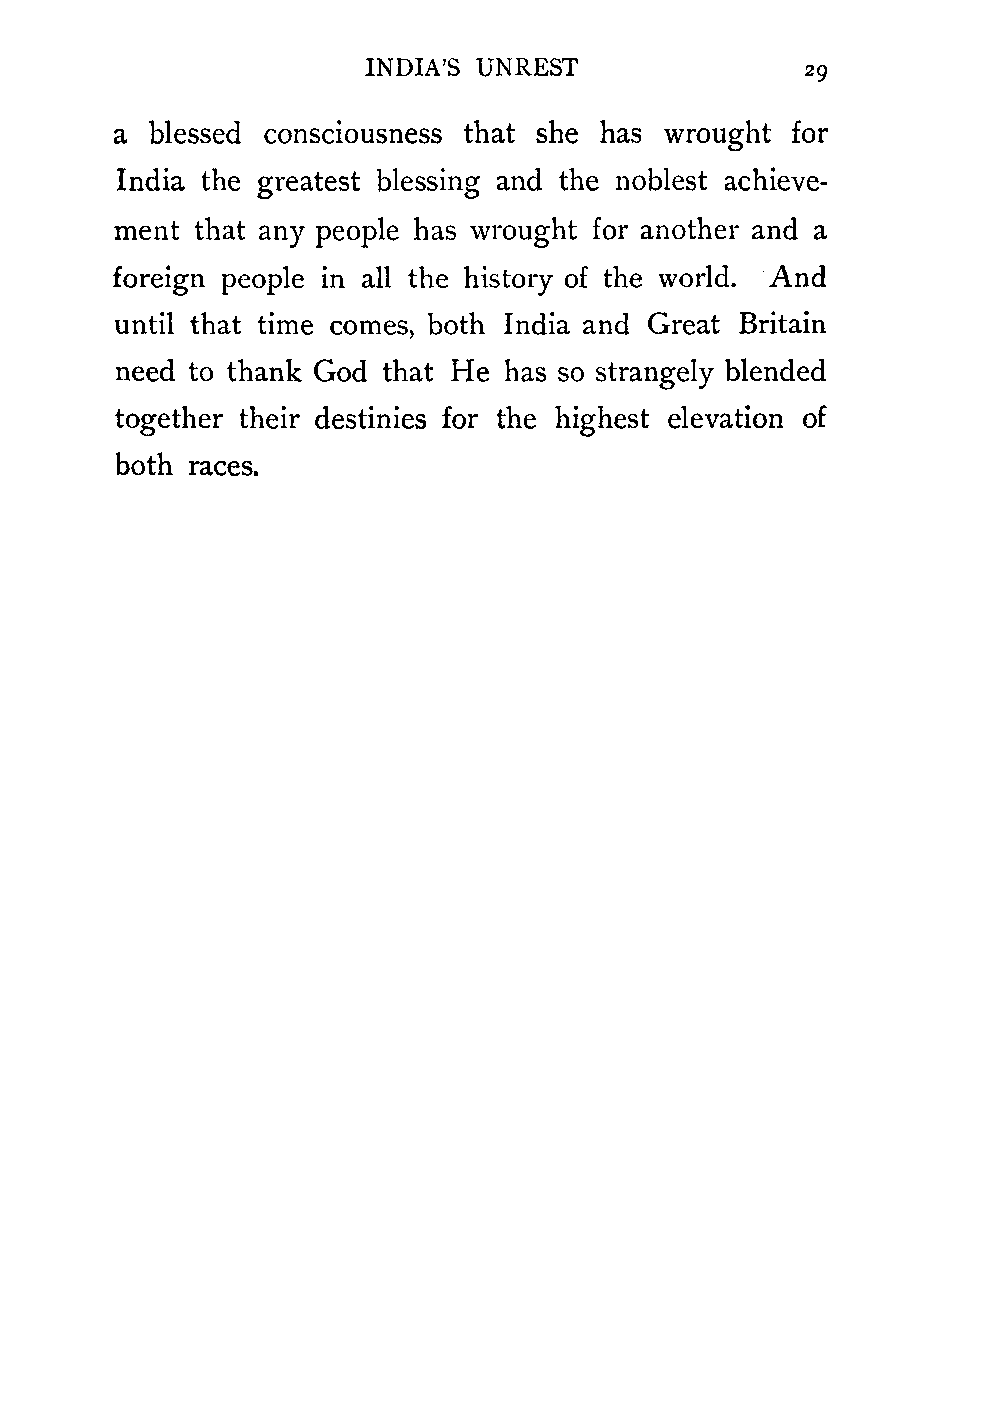 INDIA'S UNREST 29
a blessed consciousness that she has wrought for
India the greatest blessing and the noblest achieve-
ment that any people has wrought for another and a
foreign people in all the history of the world. And
until that time comes, both India and Great Britain
need to thank God that He has so strangely blended
together their destinies for the highest elevation of
both races.